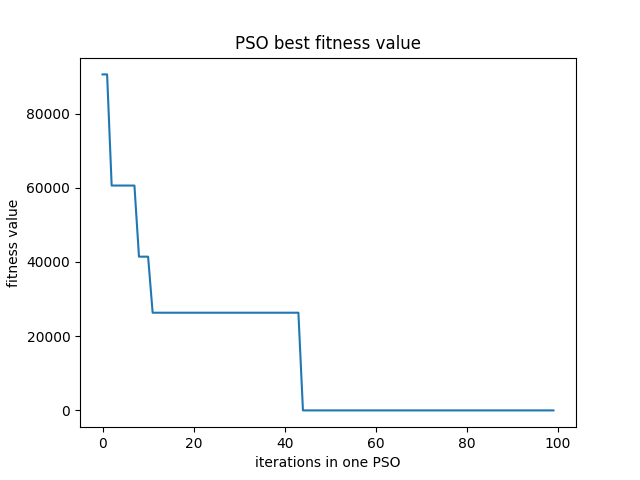 PSO best fitness value
fitness value
80000
60000
40000
20000
0
0 20 40 60 80 100
iterations in one PSO